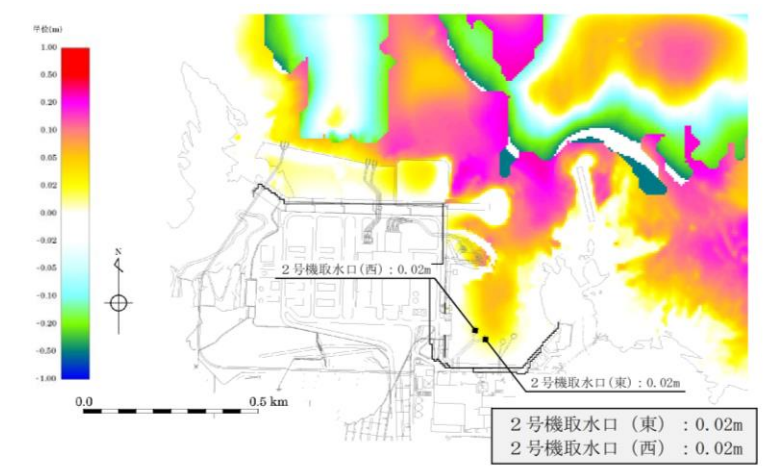 平均(m)
1.00
0.50
0.20
0.10
0.05
0.02
0.00
-0.02
-0.05
-0.10
-0.20
-0.50
-1.00
N
2号機取水口(西)：0.02m
2号機取水口(東)：0.02m
0.0 0.5 km
2号機取水口（東）：0.02m
2号機取水口（西）：0.02m